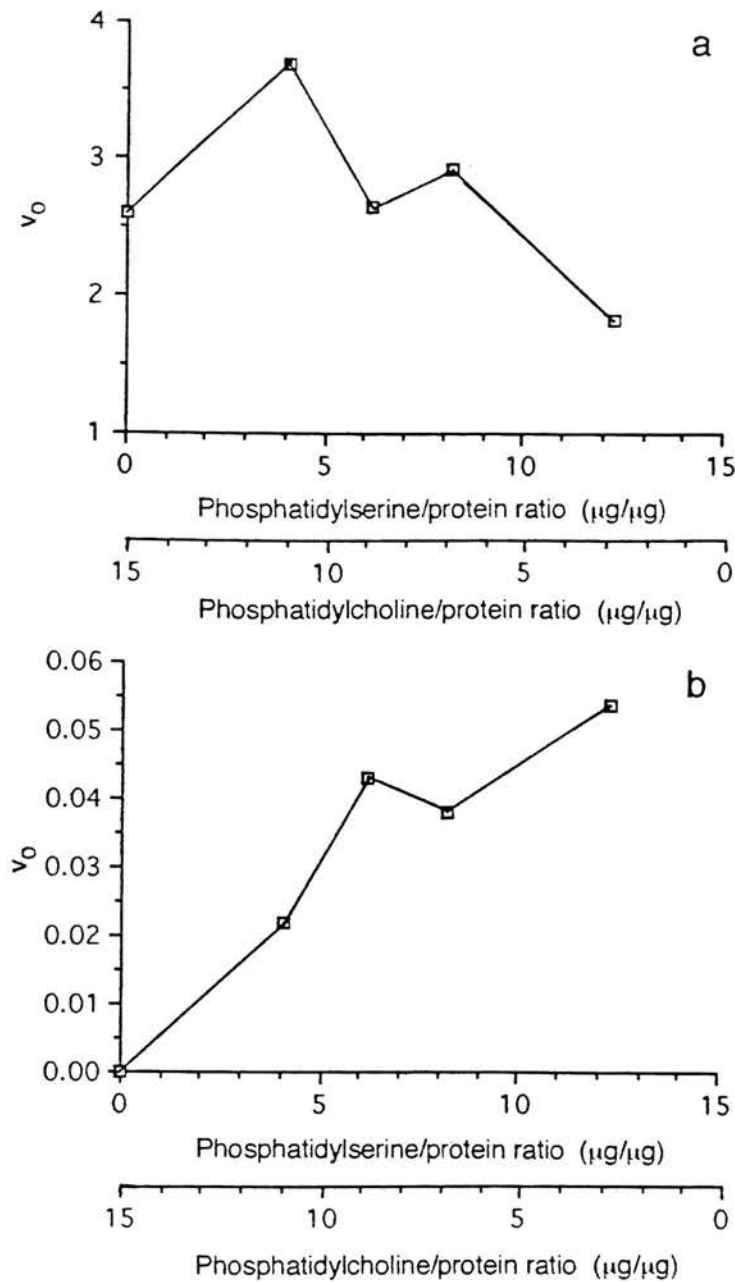 a
4
3
2
1
v₀
0 5 10 15
Phosphatidylserine/protein ratio (μg/μg)
15 10 5 0
Phosphatidylcholine/protein ratio (μg/μg)
b
0.06
0.05
0.04
0.03
0.02
0.01
0.00
v₀
0 5 10 15
Phosphatidylserine/protein ratio (μg/μg)
15 10 5 0
Phosphatidylcholine/protein ratio (μg/μg)